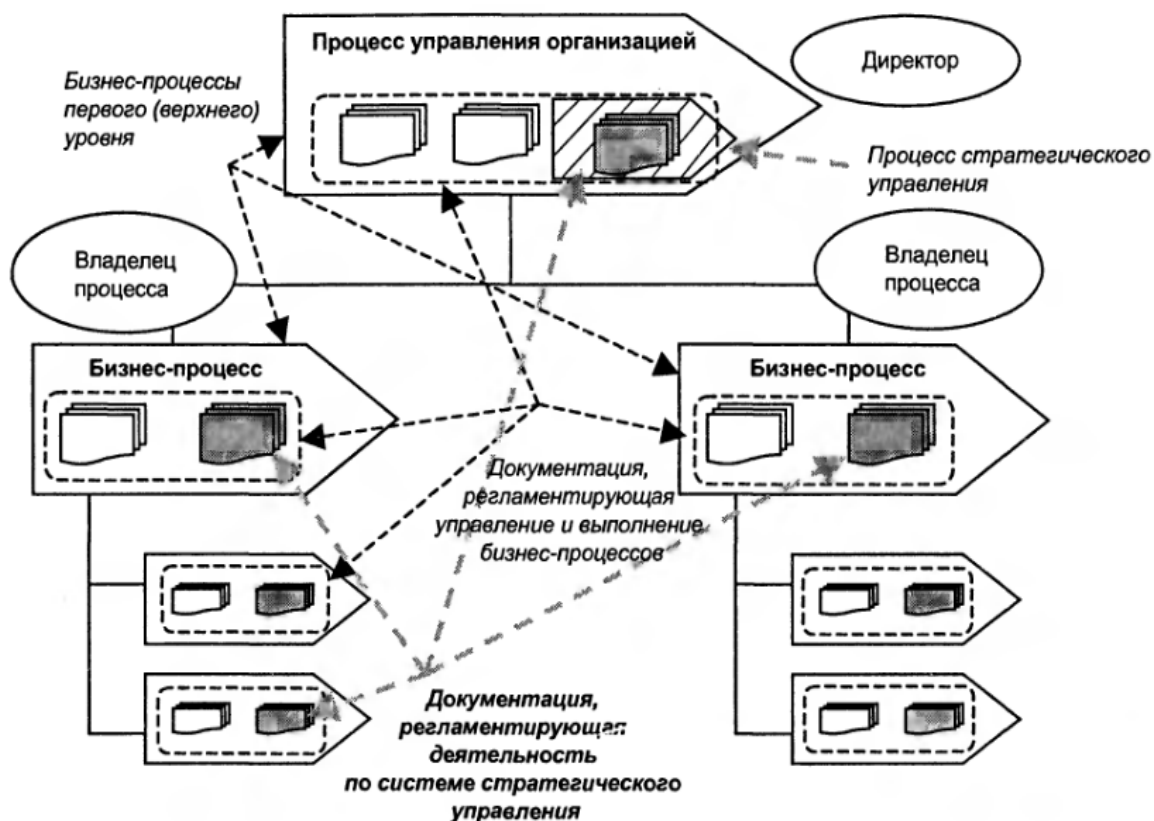 Процесс управления организацией
Директор
Бизнес-процессы
первого (верхнего)
уровня
Процесс стратегического
управления
Владелец
процесса
Владелец
процесса
Бизнес-процесс
Бизнес-процесс
Документация,
регламентирующая
управление и выполнение
бизнес-процессов
Документация,
регламентирующая
деятельность
по системе стратегического
управления